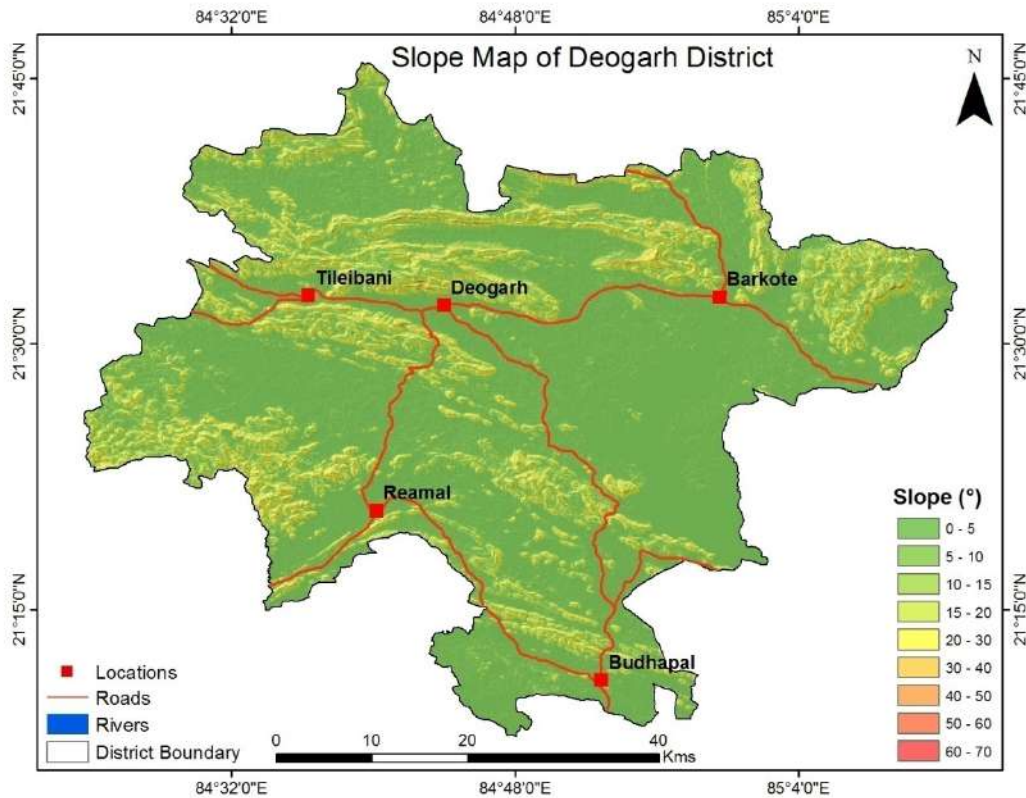 84°32'0"E 84°48'0"E 85°4'0"E
Slope Map of Deogarh District
N
21°45'0"N 21°45'0"N
Tileibani
Deogarh
Barkote
21°30'0"N 21°30'0"N
Reamal
Slope (°)
0 - 5
5 - 10
10 - 15
15 - 20
20 - 30
30 - 40
40 - 50
50 - 60
60 - 70
21°15'0"N 21°15'0"N
Budhapal
Locations
Roads
Rivers
District Boundary
0 10 20 40
Kms
84°32'0"E 84°48'0"E 85°4'0"E